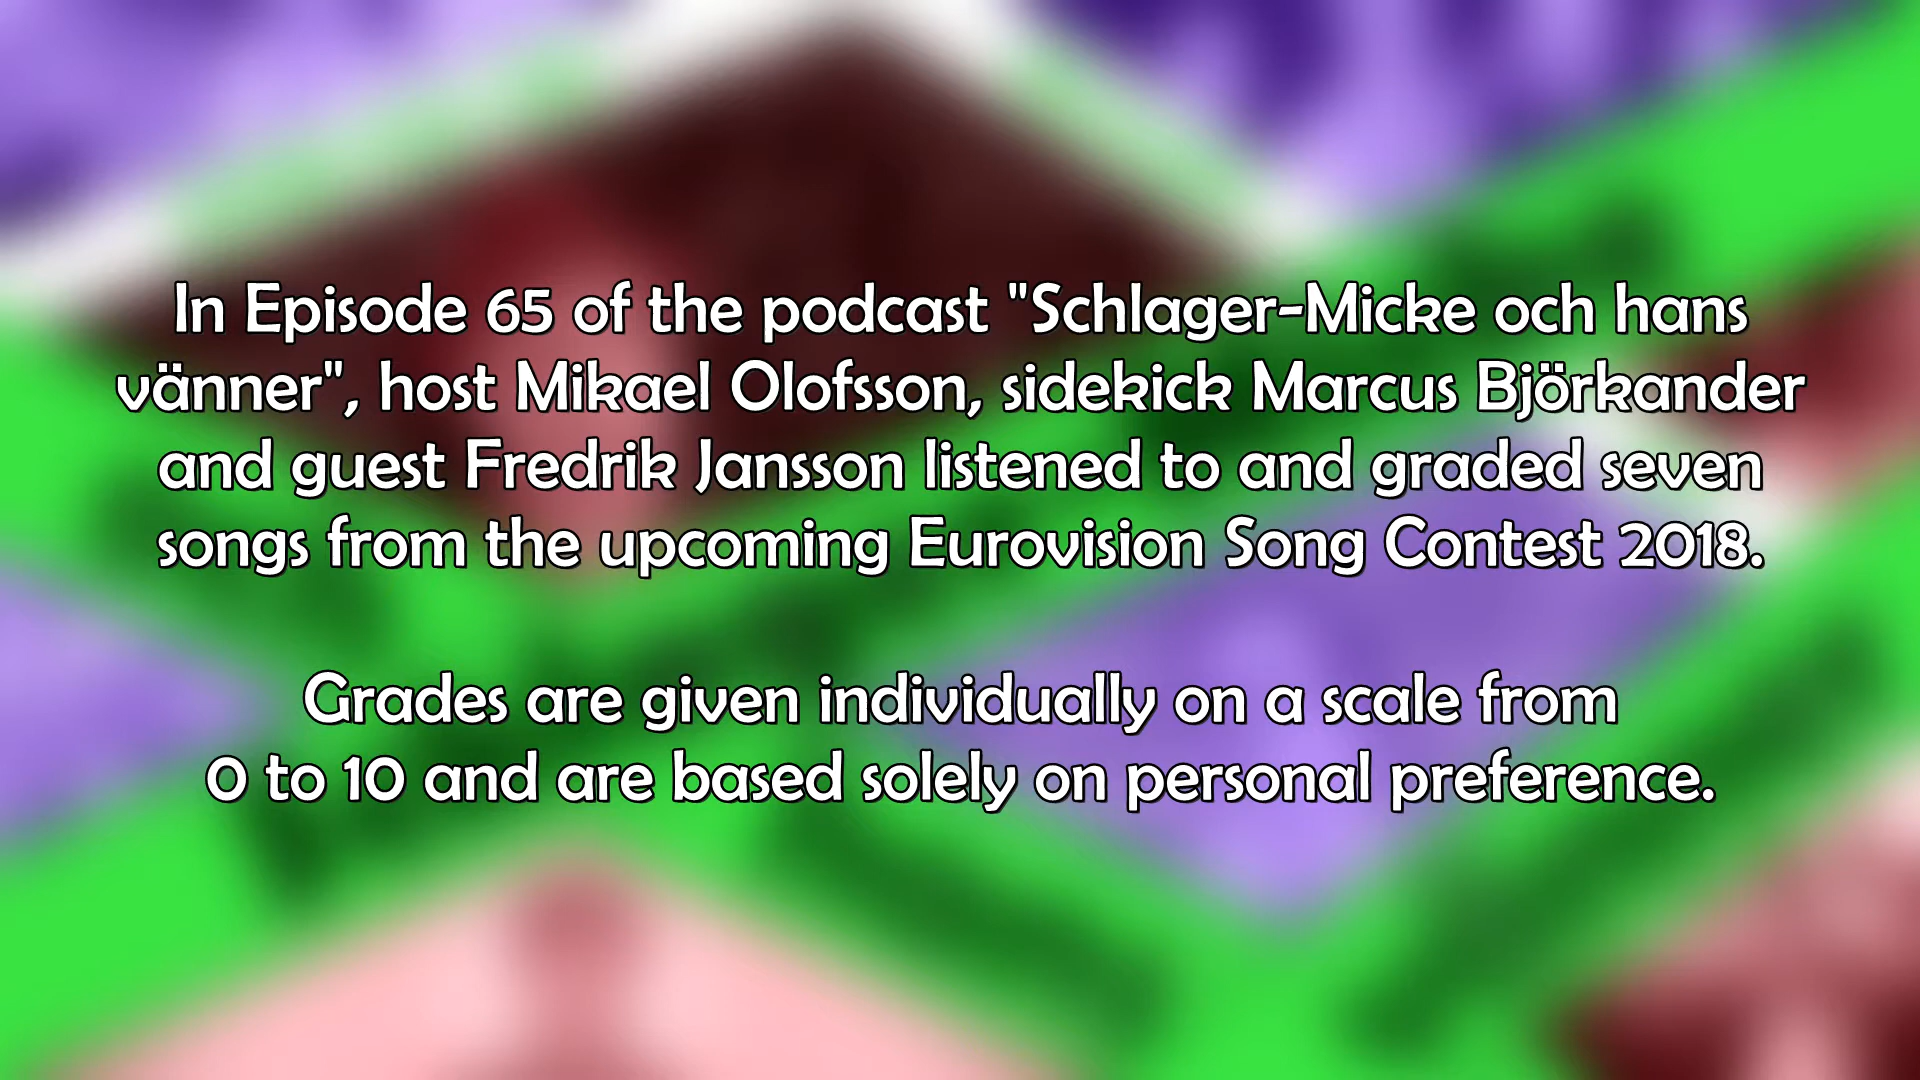 In Episode 65 of the podcast "Schlager-Micke och hans
vänner", host Mikael Olofsson, sidekick Marcus Björkander
and guest Fredrik Jansson listened to and graded seven
songs from the upcoming Eurovision Song Contest 2018.
Grades are given individually on a scale from
0 to 10 and are based solely on personal preference.